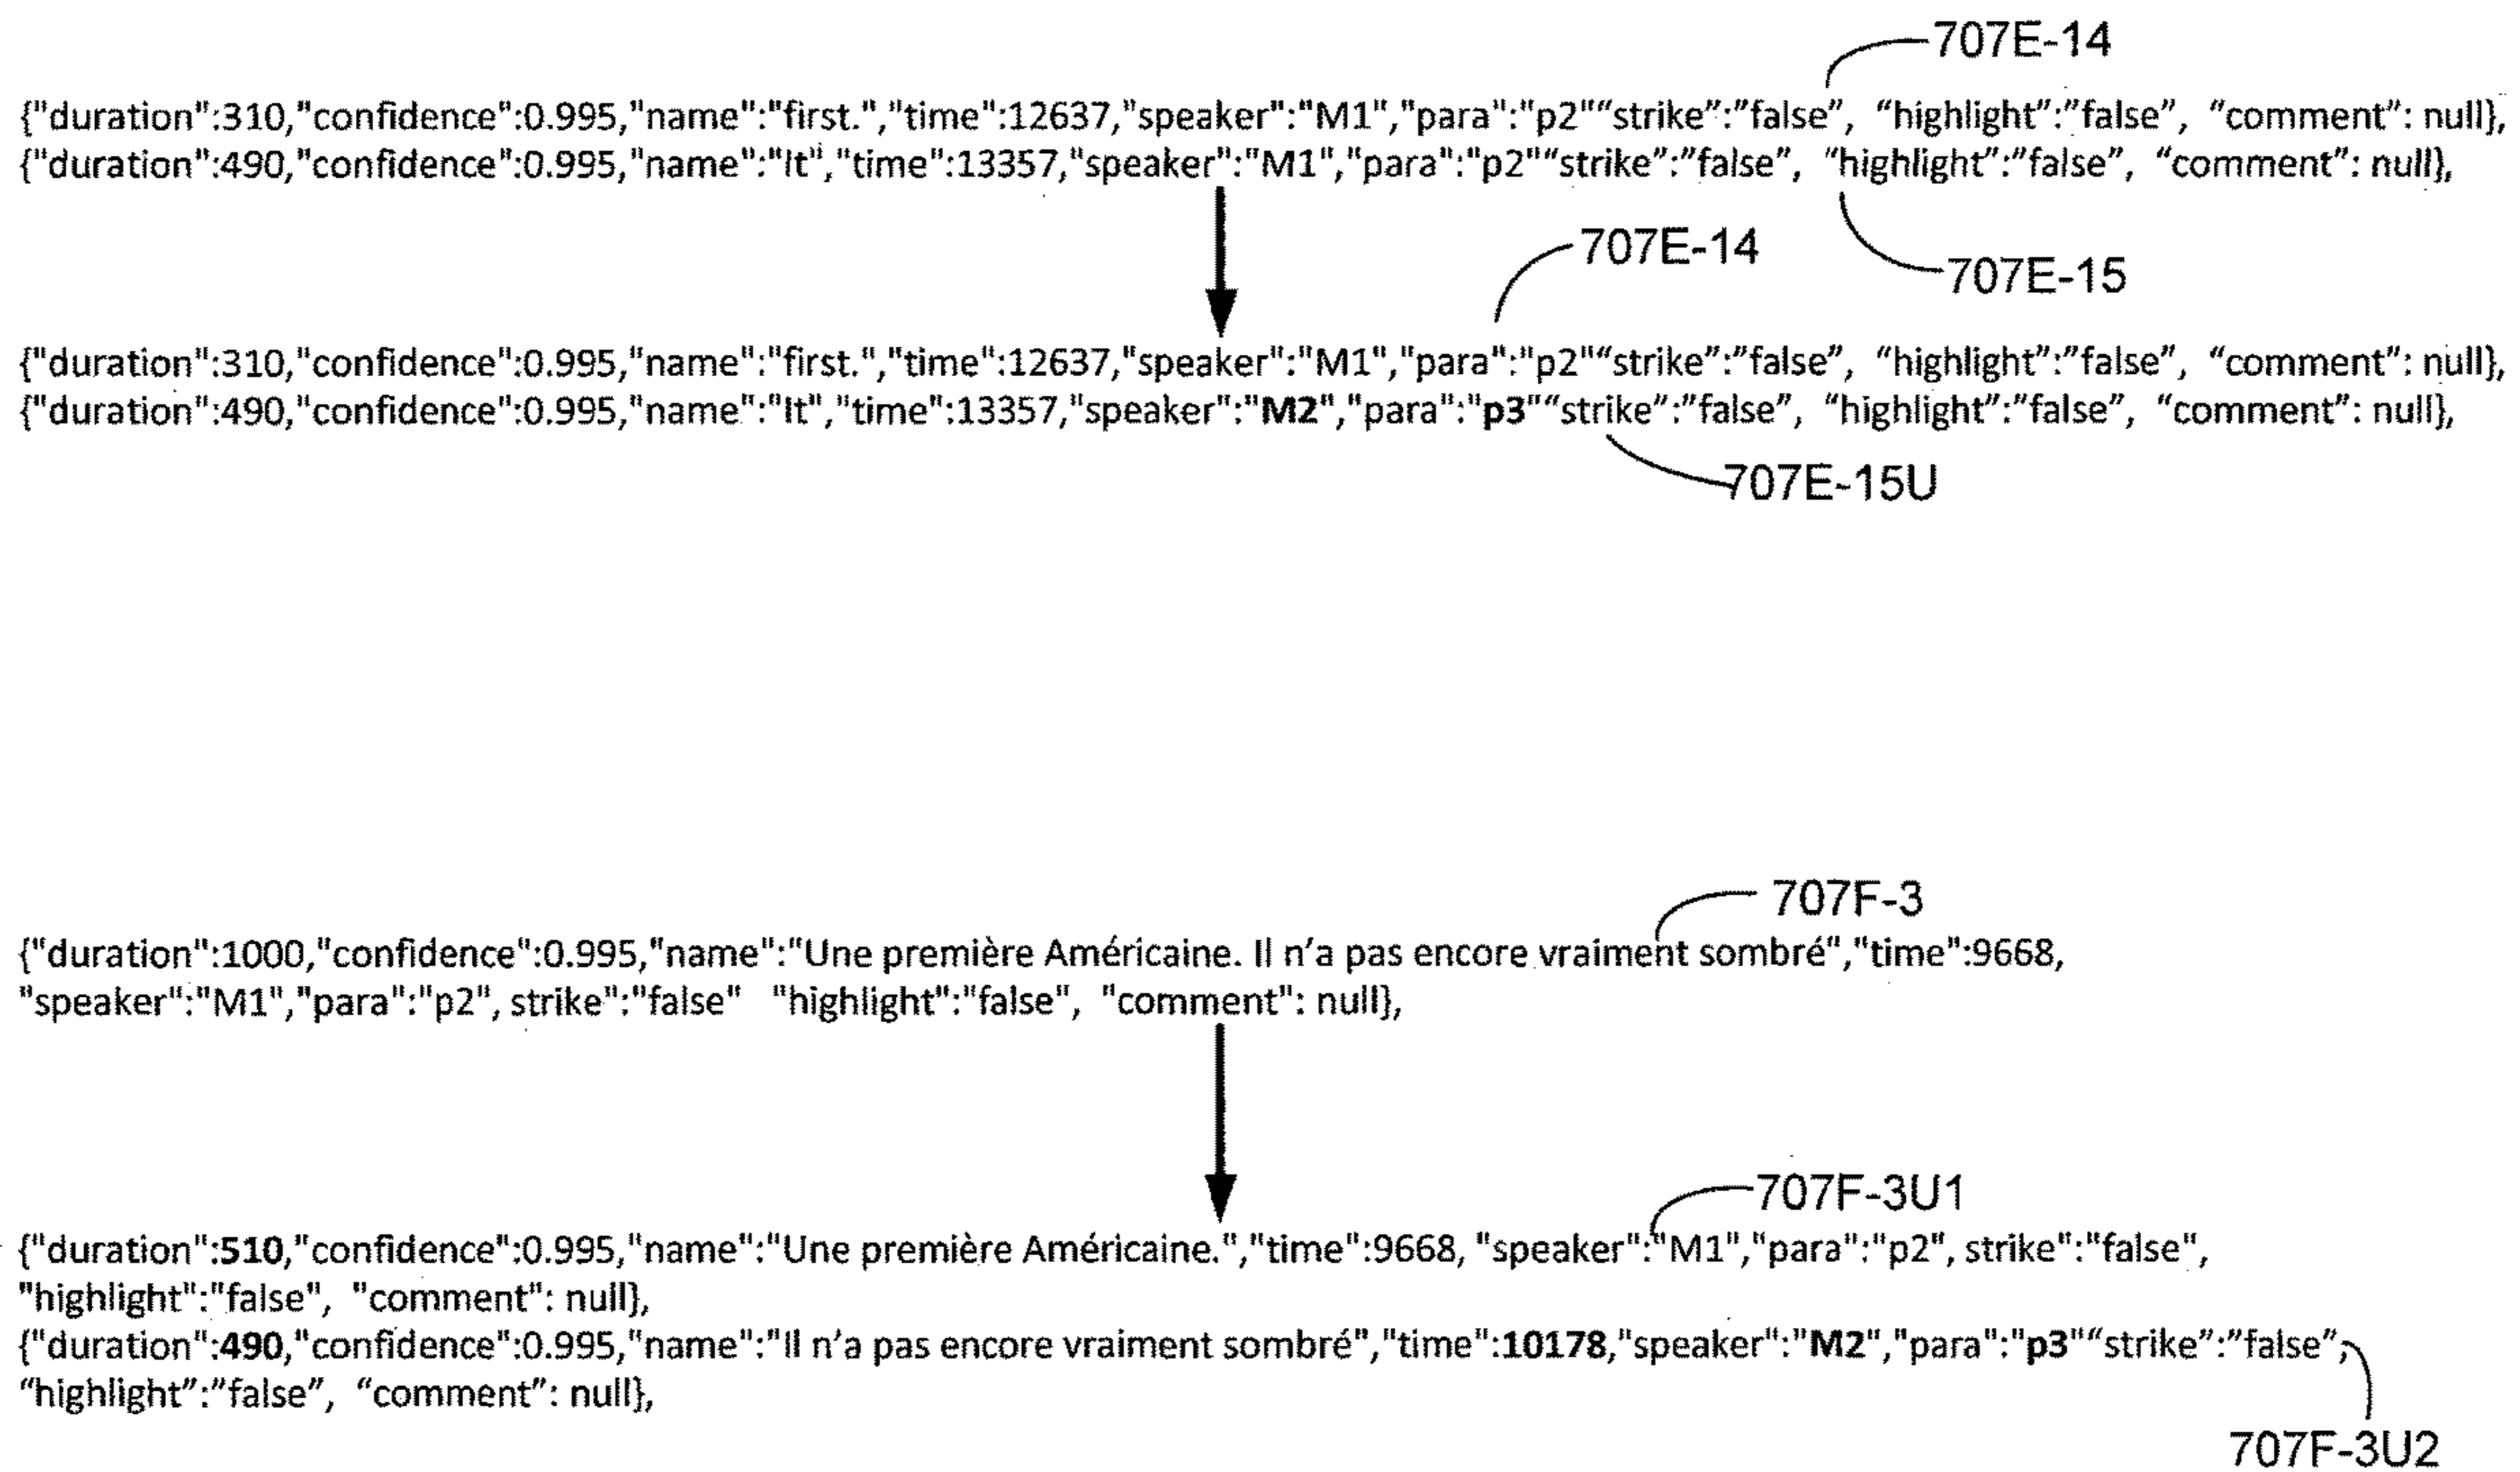 707E-14
{"duration":310,"confidence":0.995,"name":"first.","time":12637,"speaker":"M1","para":"p2"“strike”:”false”, “highlight”:”false”, “comment”: null},
{"duration":490,"confidence":0.995,"name":"It","time":13357,"speaker":"M1","para":"p2"“strike”:”false”, “highlight”:”false”, “comment”: null},
707E-14
707E-15
{"duration":310,"confidence":0.995,"name":"first.","time":12637,"speaker":"M1","para":"p2"“strike”:”false”, “highlight”:”false”, “comment”: null},
{"duration":490,"confidence":0.995,"name":"It","time":13357,"speaker":"M2","para":"p3"“strike”:”false”, “highlight”:”false”, “comment”: null},
707E-15U
707F-3
{"duration":1000,"confidence":0.995,"name":"Une première Américaine. Il n’a pas encore vraiment sombré","time":9668,
"speaker":"M1","para":"p2", strike":"false" "highlight":"false", "comment": null},
707F-3U1
{"duration":510,"confidence":0.995,"name":"Une première Américaine.","time":9668, "speaker":"M1","para":"p2", strike":"false",
"highlight":"false", "comment": null},
{"duration":490,"confidence":0.995,"name":"Il n’a pas encore vraiment sombré","time":10178,"speaker":"M2","para":"p3"“strike”:”false”,
“highlight”:”false”, “comment”: null},
707F-3U2